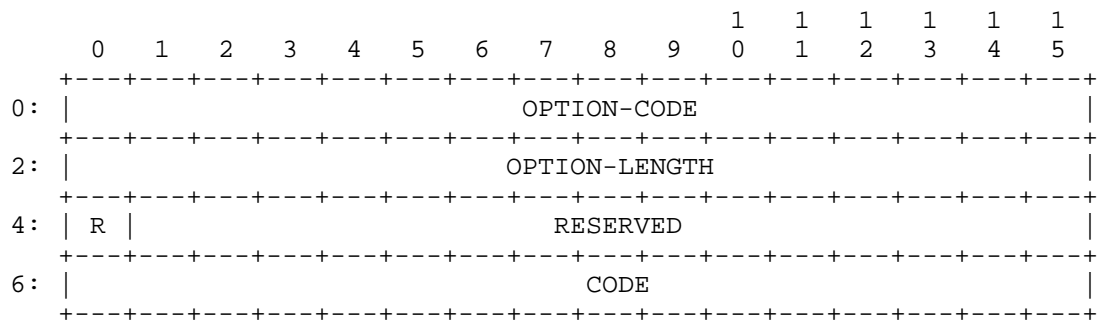 1   1   1   1   1   1
      0   1   2   3   4   5   6   7   8   9   0   1   2   3   4   5
    +---+---+---+---+---+---+---+---+---+---+---+---+---+---+---+---+
0:  |                          OPTION-CODE                          |
    +---+---+---+---+---+---+---+---+---+---+---+---+---+---+---+---+
2:  |                         OPTION-LENGTH                         |
    +---+---+---+---+---+---+---+---+---+---+---+---+---+---+---+---+
4:  | R |                        RESERVED                           |
    +---+---+---+---+---+---+---+---+---+---+---+---+---+---+---+---+
6:  |                             CODE                              |
    +---+---+---+---+---+---+---+---+---+---+---+---+---+---+---+---+